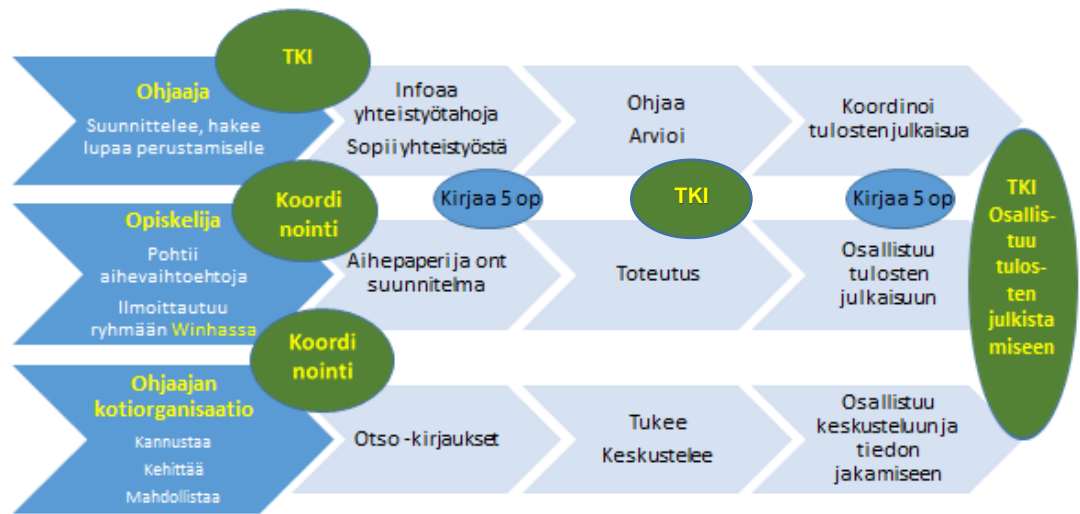 TKI
Ohjaaja
Suunnittelee, hakee
lupaa perustamiselle
Infoaa
yhteistyötahoja
Sopii yhteistyöstä
Ohjaa
Arvioi
Koordinoi
tulosten julkaisua
Koordi
nointi
Kirjaa 5 op
TKI
Kirjaa 5 op
TKI
Osallis-
tuu
tulos-
ten
julkista
miseen
Opiskelija
Pohtii
aihevaihtoehtoja
Ilmoittautuu
ryhmään Winhassa
Aihepaperi ja ont
suunnitelma
Toteutus
Osallistuu
tulosten
julkaisuun
Koordi
nointi
Ohjaajan
kotiorganisaatio
Kannustaa
Kehittää
Mahdollistaa
Otso -kirjaukset
Tukee
Keskustelee
Osallistuu
keskusteluun ja
tiedon
jakamiseen